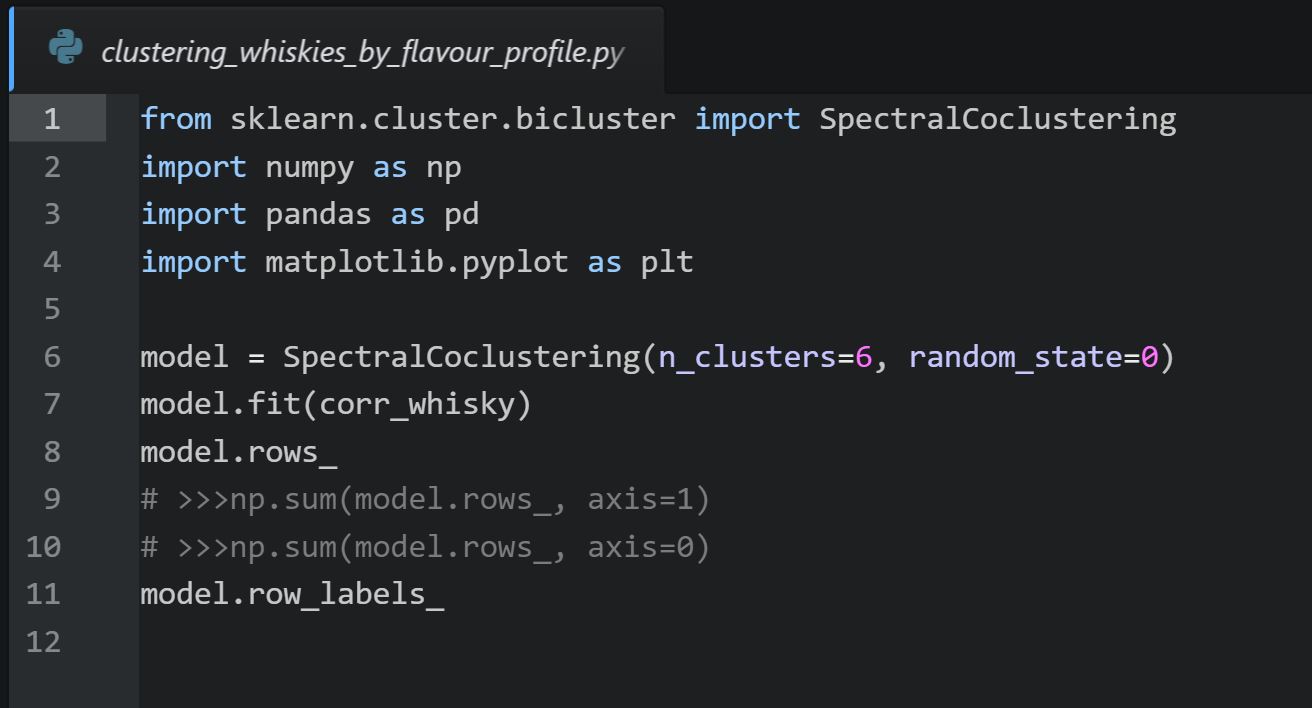 clustering_whiskies_by_flavour_profile.py
1 from sklearn.cluster.bicluster import SpectralCoclustering
2 import numpy as np
3 import pandas as pd
4 import matplotlib.pyplot as plt
5
6 model = SpectralCoclustering(n_clusters=6, random_state=0)
7 model.fit(corr_whisky)
8 model.rows_
9 # >>>np.sum(model.rows_, axis=1)
10 # >>>np.sum(model.rows_, axis=0)
11 model.row_labels_
12